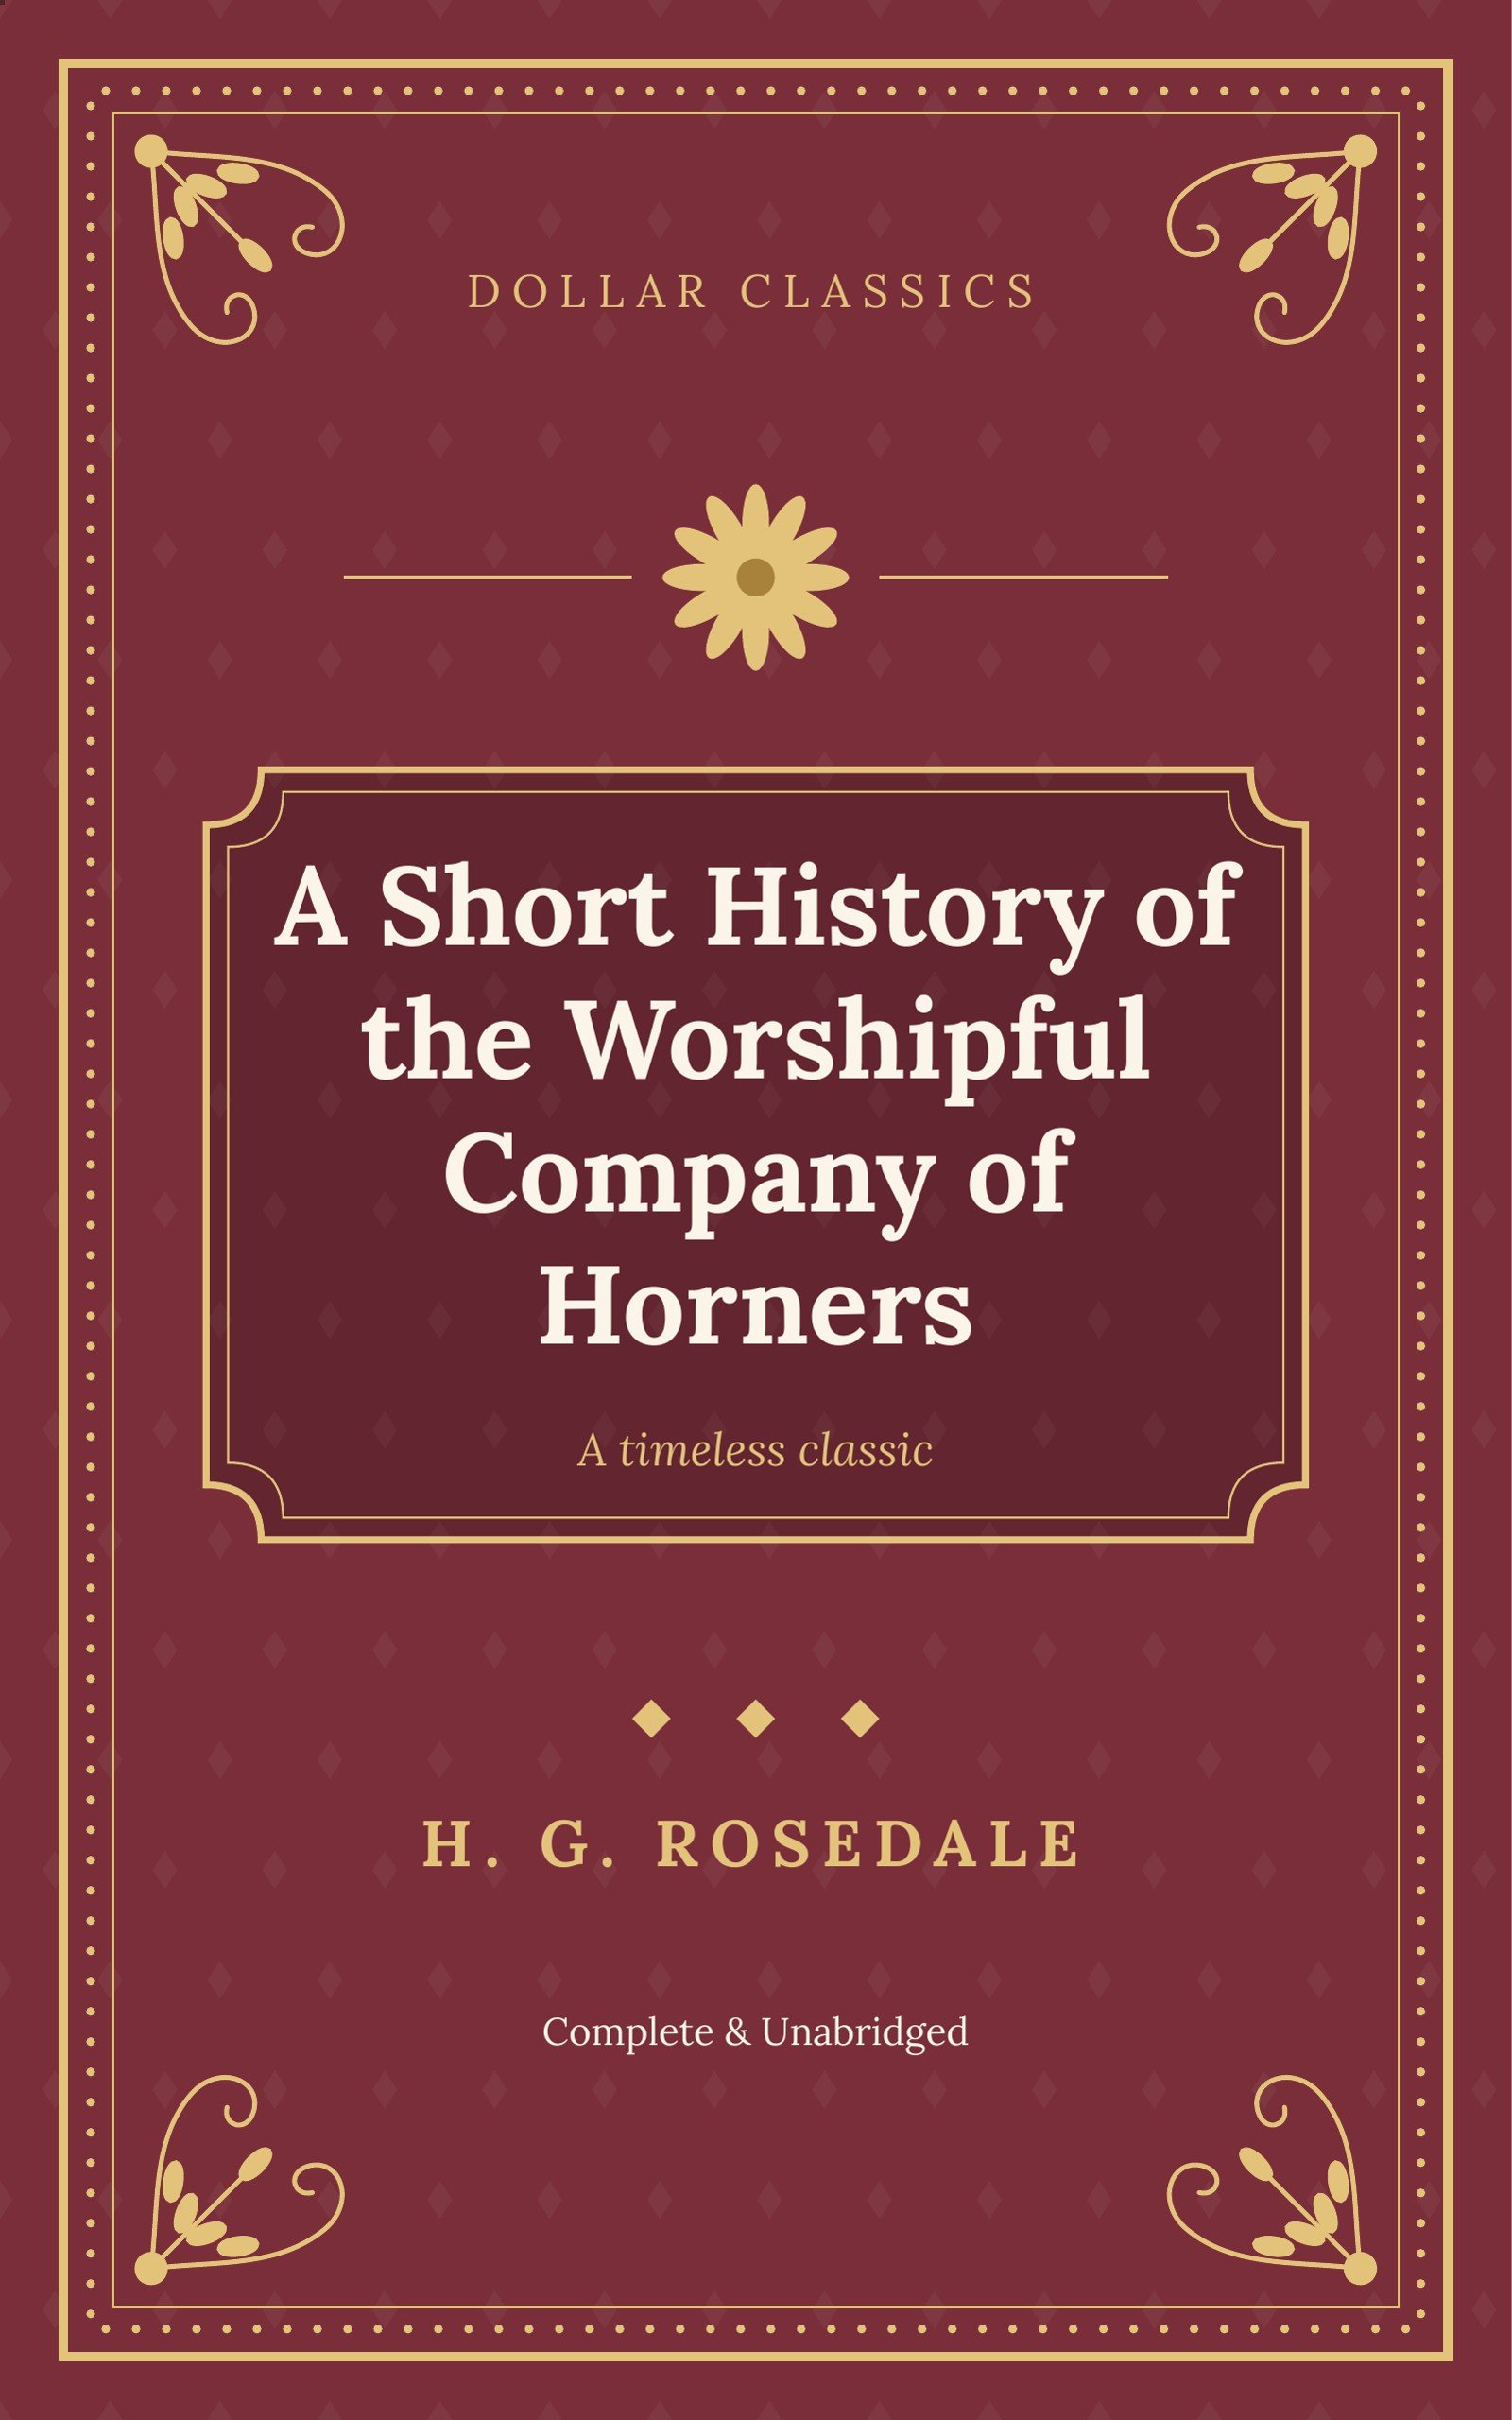 DOLLAR CLASSICS
A Short History of
the Worshipful
Company of
Horners
A timeless classic
H. G. ROSEDALE
Complete & Unabridged